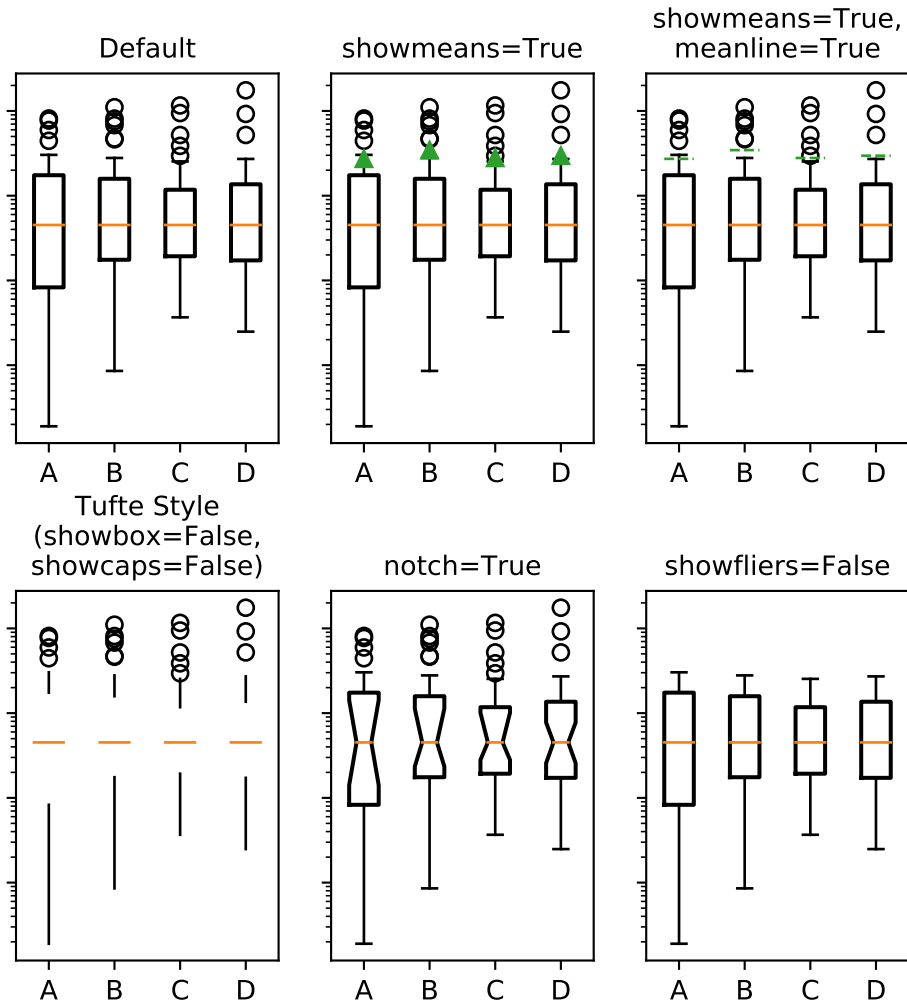 Default
showmeans=True
showmeans=True,
meanline=True
A B C D
A B C D
A B C D
Tufte Style
(showbox=False,
showcaps=False)
notch=True
showfliers=False
A B C D
A B C D
A B C D